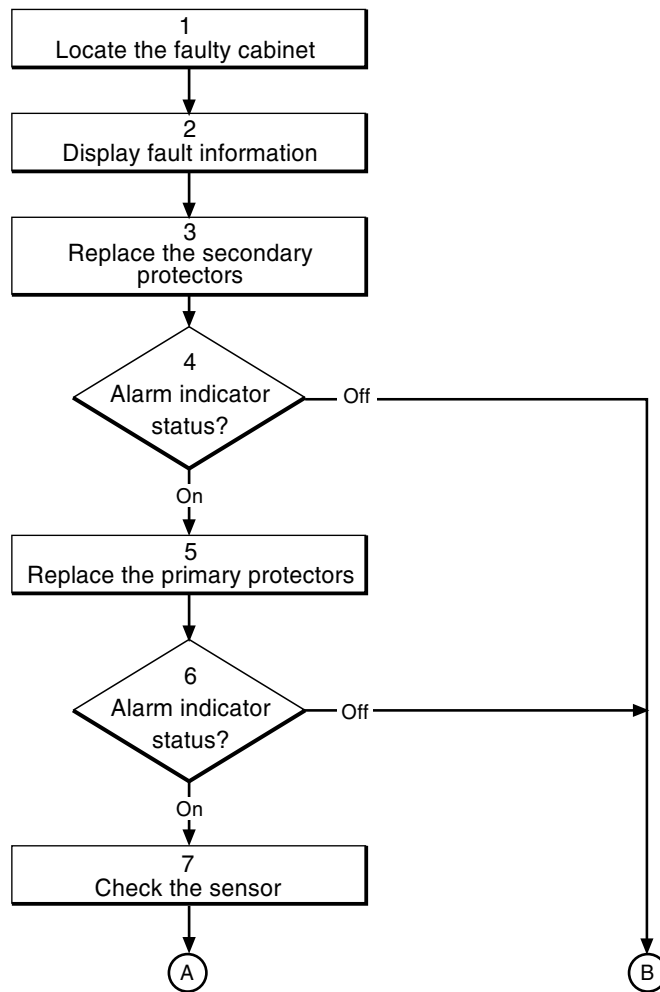 1
Locate the faulty cabinet
2
Display fault information
3
Replace the secondary
protectors
4
Alarm indicator
status?
Off
On
5
Replace the primary protectors
6
Alarm indicator
status?
Off
On
7
Check the sensor
A
B